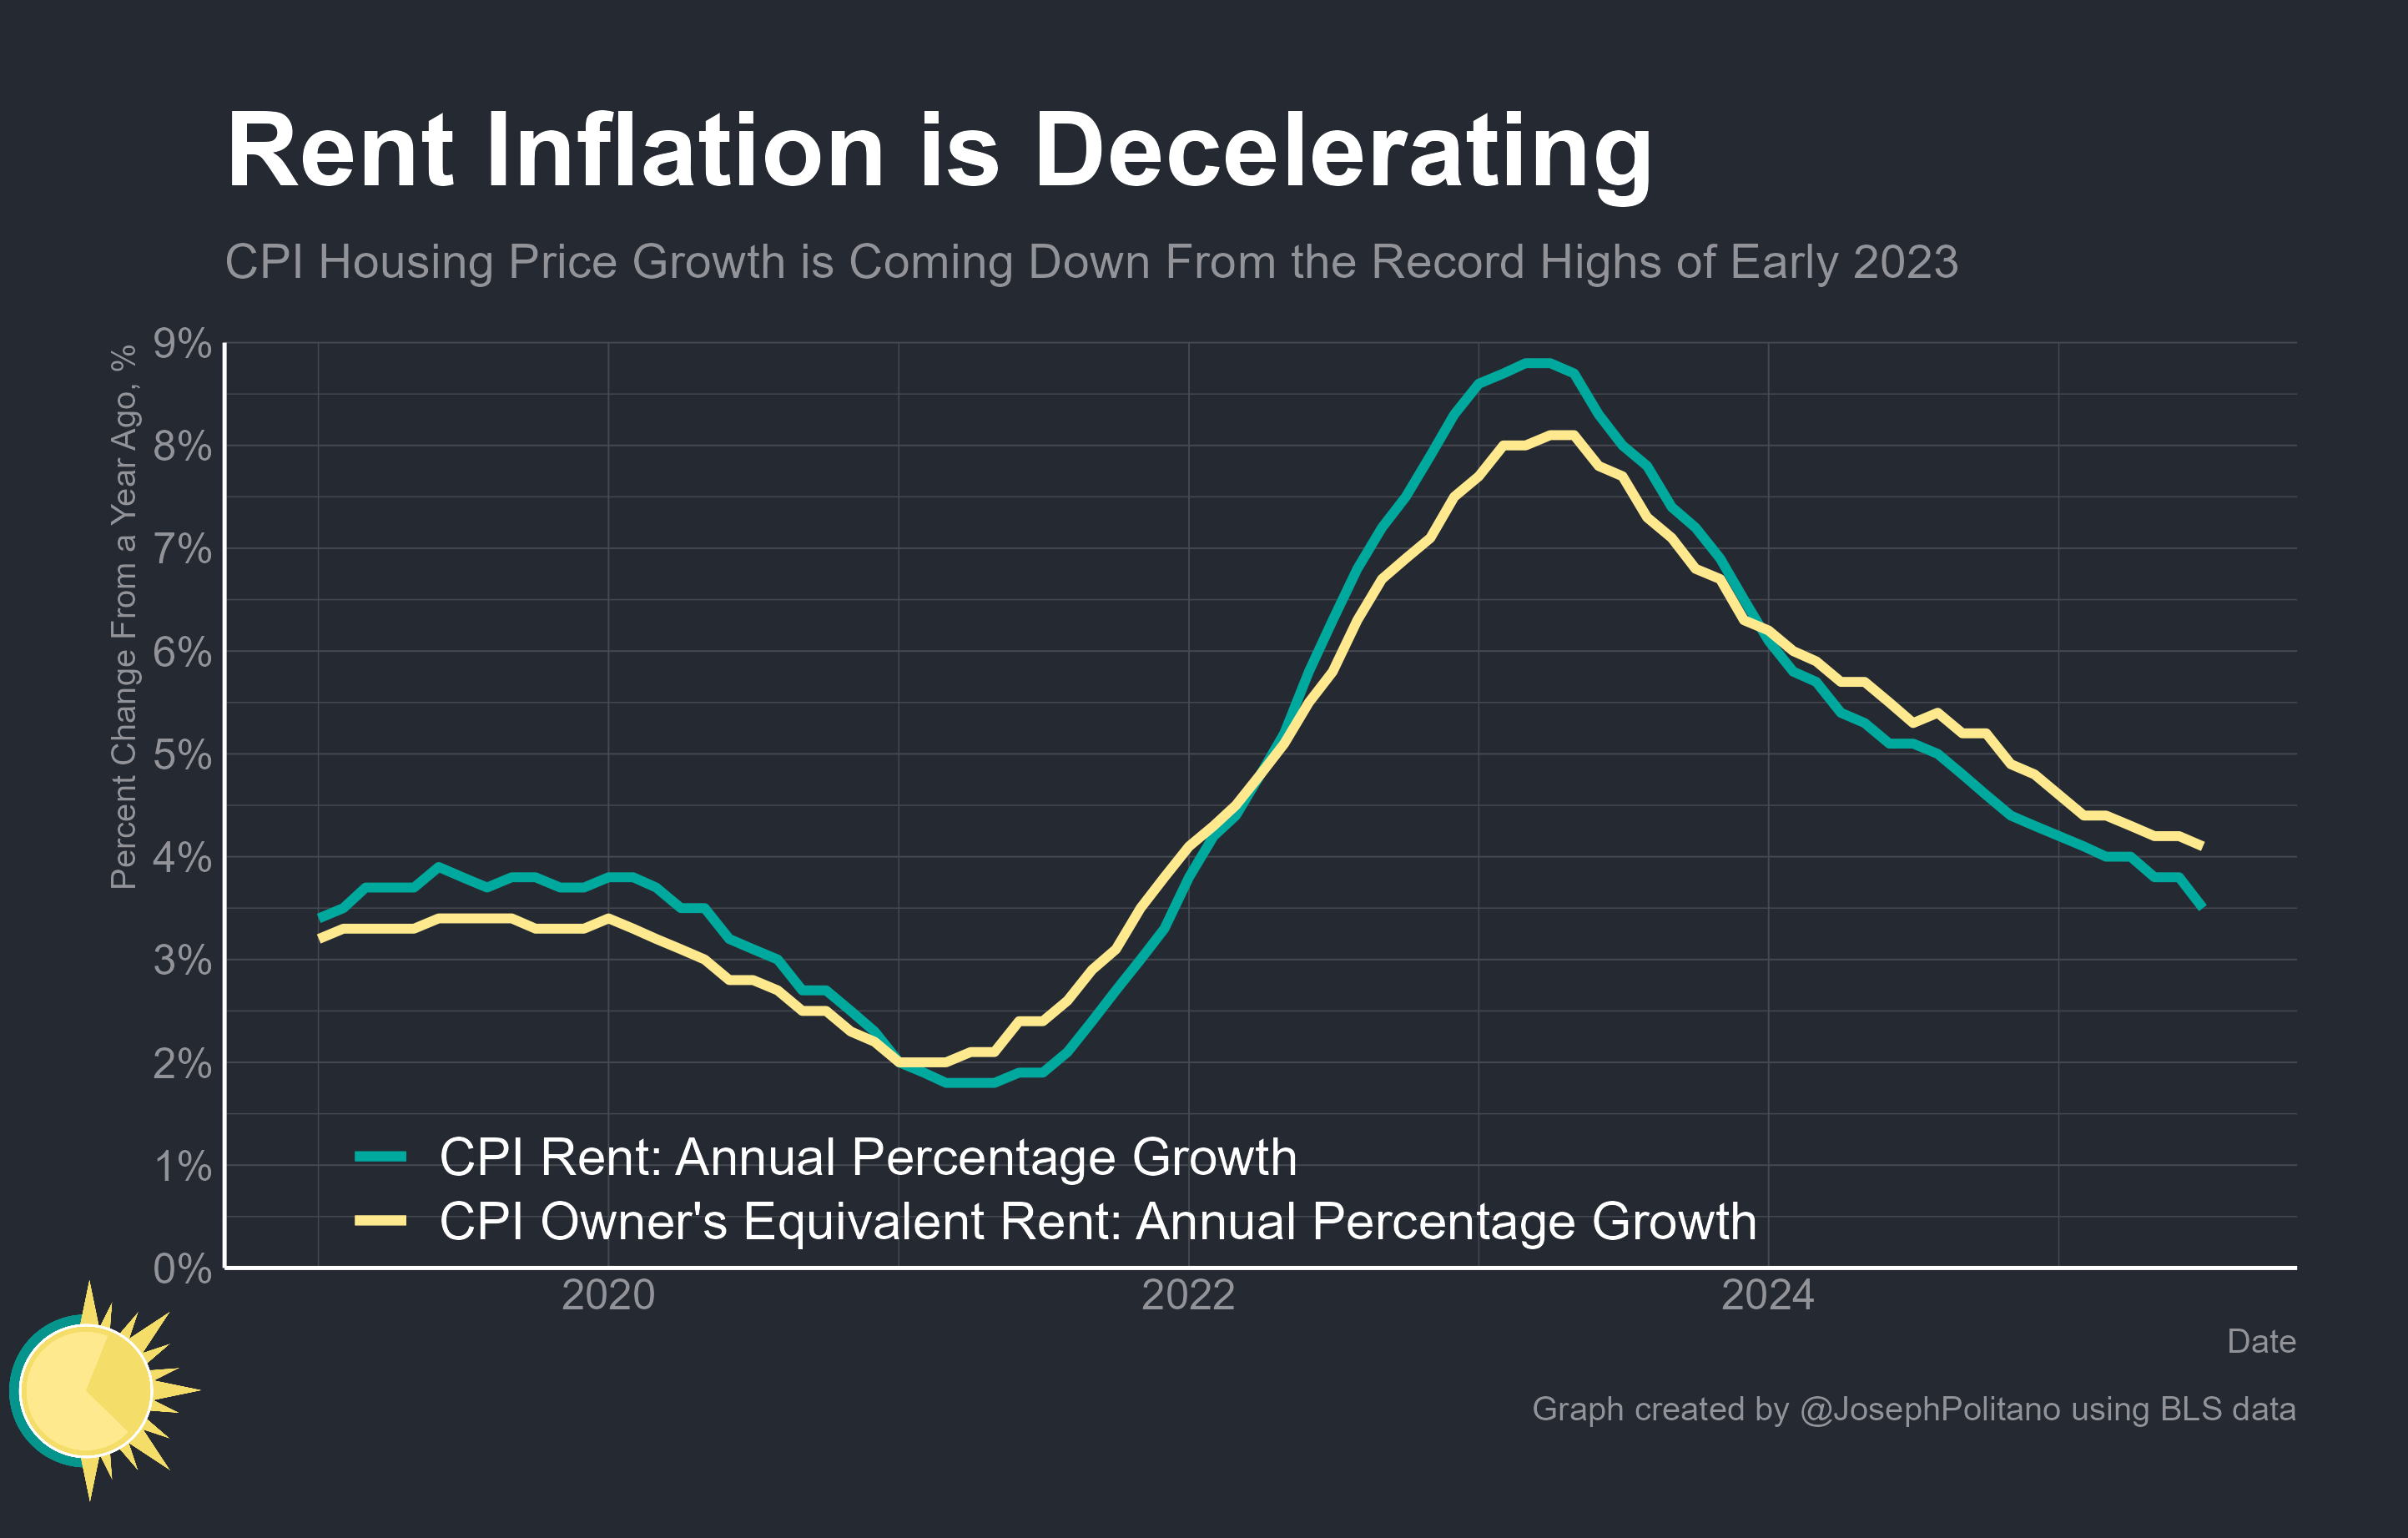 Rent Inflation is Decelerating
CPI Housing Price Growth is Coming Down From the Record Highs of Early 2023
Percent Change From a Year Ago, %
9%
8%
7%
6%
5%
4%
3%
2%
1%
0%
CPI Rent: Annual Percentage Growth
CPI Owner's Equivalent Rent: Annual Percentage Growth
2020
2022
2024
Date
Graph created by @JosephPolitano using BLS data